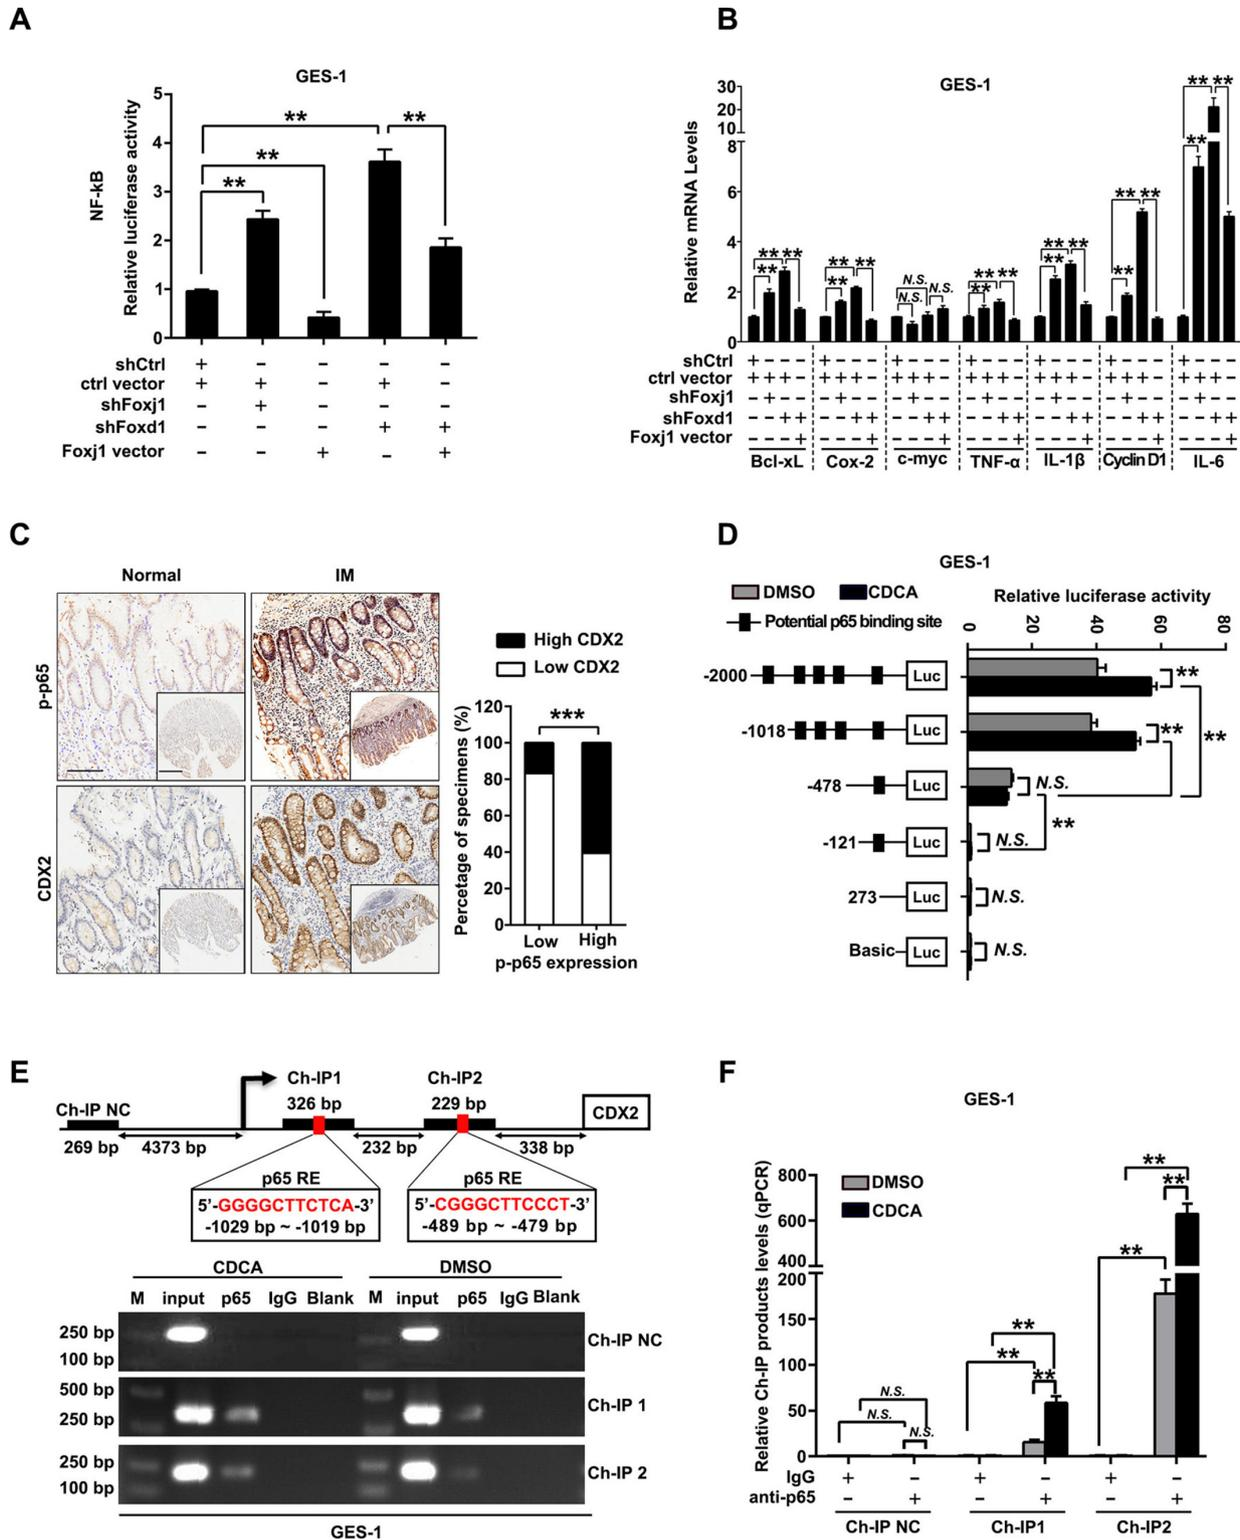 A
GES-1
NF-kB
Relative luciferase activity
5
4
3
2
1
0
** ** ** **
shCtrl + – – – –
ctrl vector + + – + –
shFoxj1 – + – – –
shFoxd1 – – – + +
Foxj1 vector – – + – +
B
GES-1
Relative mRNA Levels
30
20
10
8
6
4
2
0
** ** **
** ** **
N.S. N.S. N.S.
** ** **
** ** **
** ** **
** ** **
shCtrl + – – – + – – – + – – – + – – – + – – – + – – – + – – –
ctrl vector + + + – + + + – + + + – + + + – + + + – + + + – + + + –
shFoxj1 – + – – – + – – – + – – – + – – – + – – – + – – – + – –
shFoxd1 – – + + – – + + – – + + – – + + – – + + – – + + – – + +
Foxj1 vector – – – + – – – + – – – + – – – + – – – + – – – + – – – +
Bcl-xL Cox-2 c-myc TNF-α IL-1β Cyclin D1 IL-6
C
Normal IM
p-p65
CDX2
High CDX2
Low CDX2
Percetage of specimens (%)
120
100
80
60
40
20
0
***
Low High
p-p65 expression
D
GES-1
DMSO CDCA
Potential p65 binding site
Relative luciferase activity
0 20 40 60 80
-2000 Luc **
-1018 Luc ** **
-478 Luc N.S.
**
-121 Luc N.S.
273 Luc N.S.
Basic Luc N.S.
E
Ch-IP NC
269 bp
4373 bp
Ch-IP1
326 bp
232 bp
Ch-IP2
229 bp
338 bp
CDX2
p65 RE
5’-GGGGCTTCTCA-3’
-1029 bp ~ -1019 bp
p65 RE
5’-CGGGCTTCCCT-3’
-489 bp ~ -479 bp
CDCA DMSO
M input p65 IgG Blank M input p65 IgG Blank
250 bp
100 bp
Ch-IP NC
500 bp
250 bp
Ch-IP 1
250 bp
100 bp
Ch-IP 2
GES-1
F
GES-1
DMSO
CDCA
Relative Ch-IP products levels (qPCR)
800
600
400
200
150
100
50
0
N.S. N.S. N.S.
** ** **
** ** **
IgG + – + – + –
anti-p65 – + – + – +
Ch-IP NC Ch-IP1 Ch-IP2